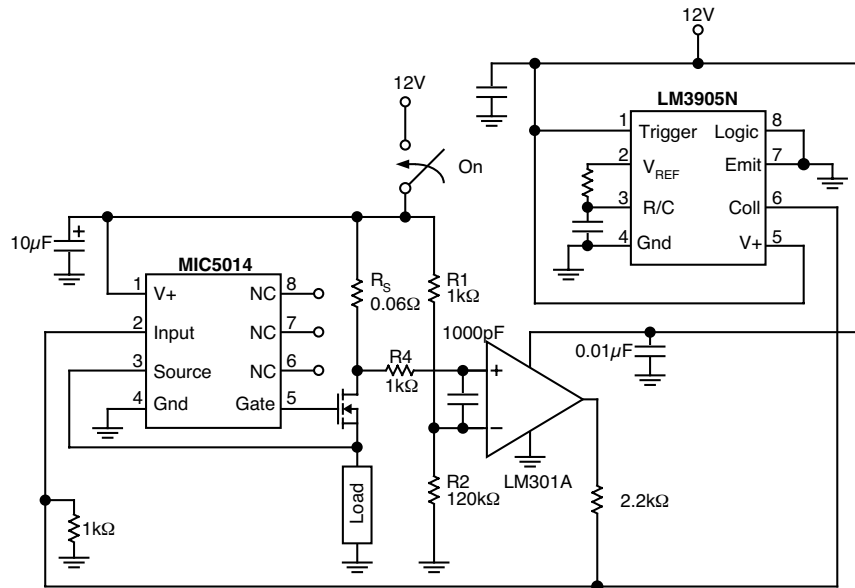 12V
LM3905N
1 Trigger Logic 8
2 VREF Emit 7
3 R/C Coll 6
4 Gnd V+ 5
12V
On
10µF +
MIC5014
1 V+ NC 8
2 Input NC 7
3 Source NC 6
4 Gnd Gate 5
RS
0.06Ω
R1
1kΩ
1000pF
R4
1kΩ
+
−
LM301A
0.01µF
R2
120kΩ
2.2kΩ
Load
1kΩ